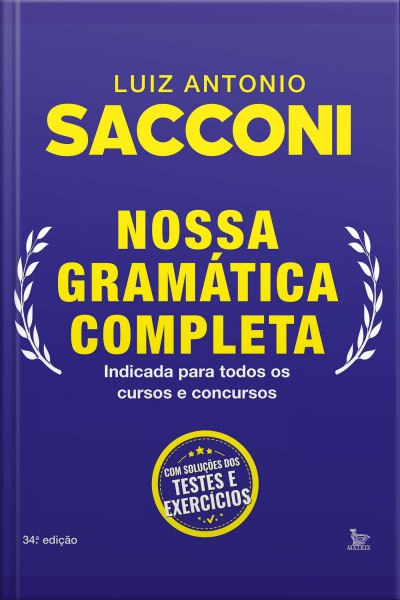 LUIZ ANTONIO
SACCONI
NOSSA
GRAMÁTICA
COMPLETA
Indicada para todos os
cursos e concursos
COM SOLUÇÕES DOS
TESTES E
EXERCÍCIOS
34ª. edição
MATRIX